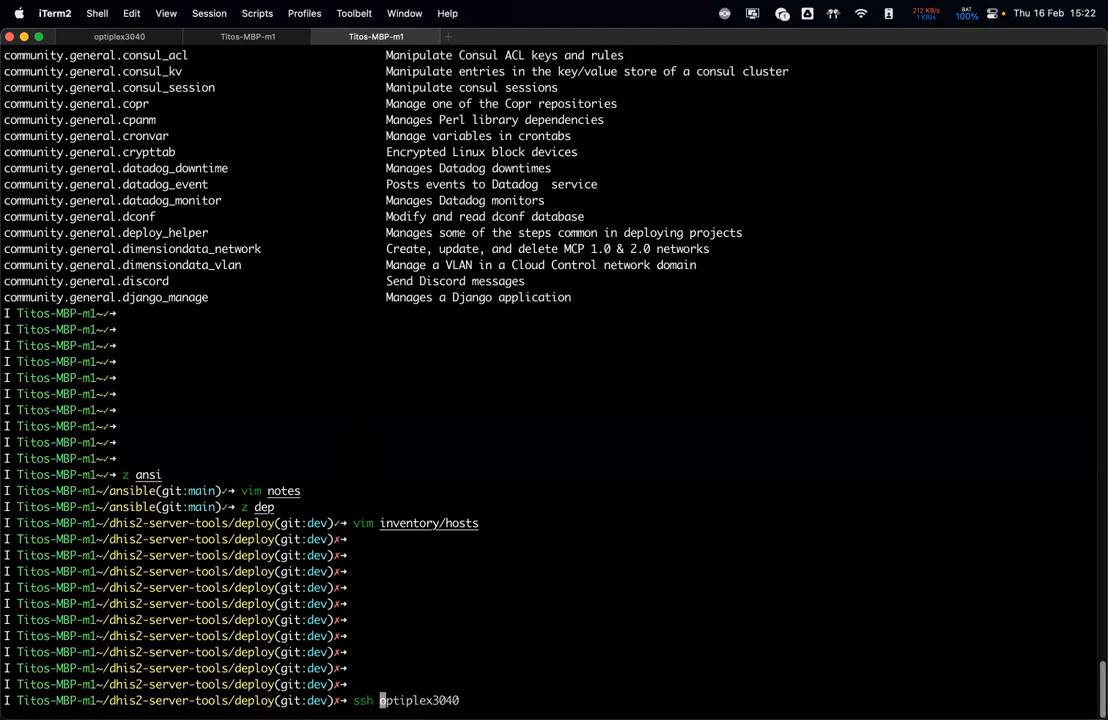 iTerm2 Shell Edit View Session Scripts Profiles Toolbelt Window Help 212 KB/s 1 KB/s BAT 100% Thu 16 Feb 15:22
optiplex3040 Titos-MBP-m1 Titos-MBP-m1 +
community.general.consul_acl Manipulate Consul ACL keys and rules
community.general.consul_kv Manipulate entries in the key/value store of a consul cluster
community.general.consul_session Manipulate consul sessions
community.general.copr Manage one of the Copr repositories
community.general.cpanm Manages Perl library dependencies
community.general.cronvar Manage variables in crontabs
community.general.crypttab Encrypted Linux block devices
community.general.datadog_downtime Manages Datadog downtimes
community.general.datadog_event Posts events to Datadog  service
community.general.datadog_monitor Manages Datadog monitors
community.general.dconf Modify and read dconf database
community.general.deploy_helper Manages some of the steps common in deploying projects
community.general.dimensiondata_network Create, update, and delete MCP 1.0 & 2.0 networks
community.general.dimensiondata_vlan Manage a VLAN in a Cloud Control network domain
community.general.discord Send Discord messages
community.general.django_manage Manages a Django application
I Titos-MBP-m1~✓→
I Titos-MBP-m1~✓→
I Titos-MBP-m1~✓→
I Titos-MBP-m1~✓→
I Titos-MBP-m1~✓→
I Titos-MBP-m1~✓→
I Titos-MBP-m1~✓→
I Titos-MBP-m1~✓→
I Titos-MBP-m1~✓→
I Titos-MBP-m1~✓→
I Titos-MBP-m1~✓→ z ansi
I Titos-MBP-m1~/ansible(git:main)✓→ vim notes
I Titos-MBP-m1~/ansible(git:main)✓→ z dep
I Titos-MBP-m1~/dhis2-server-tools/deploy(git:dev)✓→ vim inventory/hosts
I Titos-MBP-m1~/dhis2-server-tools/deploy(git:dev)✗→
I Titos-MBP-m1~/dhis2-server-tools/deploy(git:dev)✗→
I Titos-MBP-m1~/dhis2-server-tools/deploy(git:dev)✗→
I Titos-MBP-m1~/dhis2-server-tools/deploy(git:dev)✗→
I Titos-MBP-m1~/dhis2-server-tools/deploy(git:dev)✗→
I Titos-MBP-m1~/dhis2-server-tools/deploy(git:dev)✗→
I Titos-MBP-m1~/dhis2-server-tools/deploy(git:dev)✗→
I Titos-MBP-m1~/dhis2-server-tools/deploy(git:dev)✗→
I Titos-MBP-m1~/dhis2-server-tools/deploy(git:dev)✗→
I Titos-MBP-m1~/dhis2-server-tools/deploy(git:dev)✗→
I Titos-MBP-m1~/dhis2-server-tools/deploy(git:dev)✗→ ssh optiplex3040